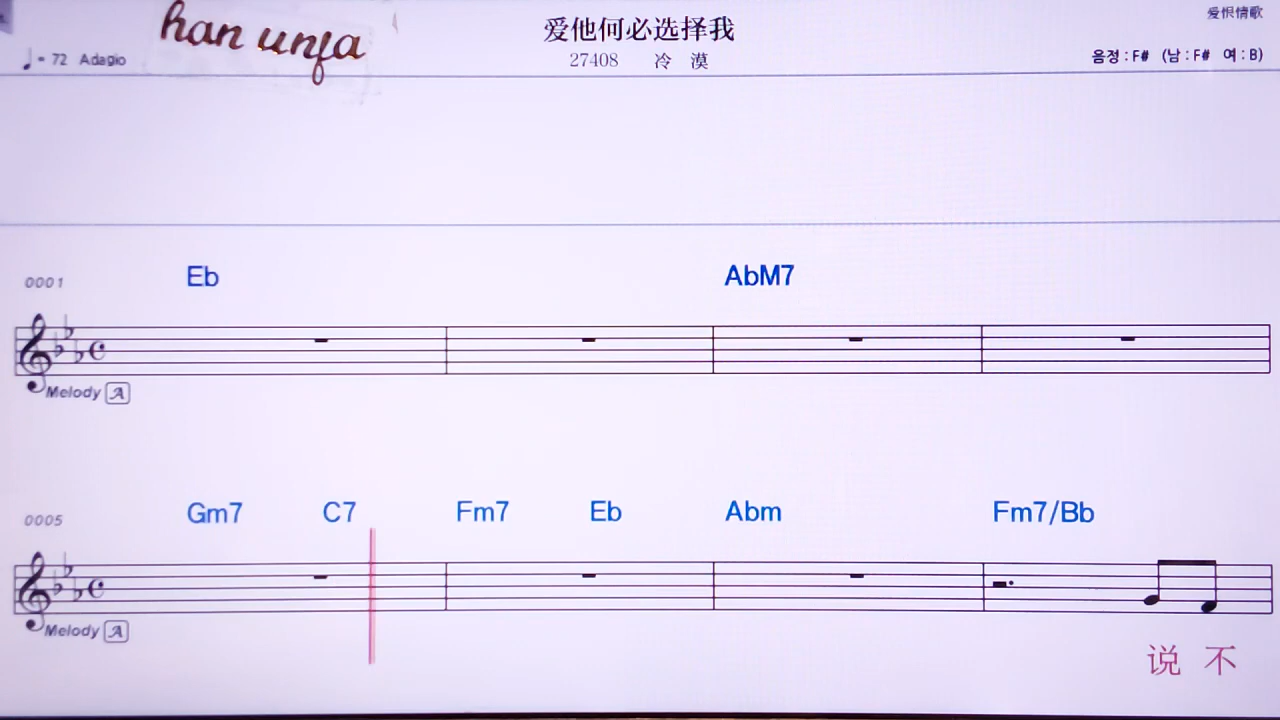 han unja
爱他何必选择我
爱恨情歌
♩= 72 Adagio
27408 冷 漠
음정 : F# (남 : F# 여 : B)
0001 Eb AbM7
Melody A
0005 Gm7 C7 Fm7 Eb Abm Fm7/Bb
Melody A
说 不